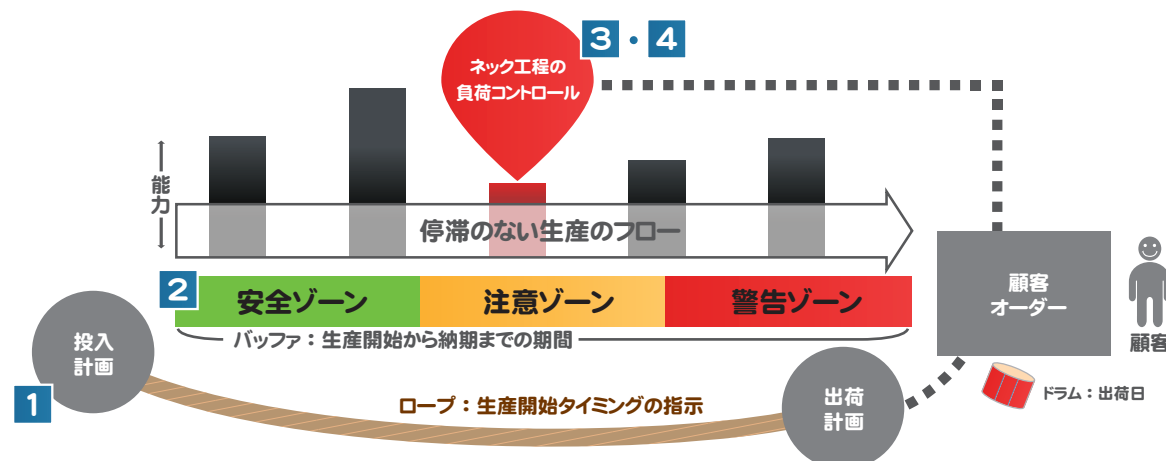 3・4
ネック工程の
負荷コントロール
能力
停滞のない生産のフロー
2
安全ゾーン
注意ゾーン
警告ゾーン
バッファ：生産開始から納期までの期間
顧客
オーダー
顧客
投入
計画
1
ロープ：生産開始タイミングの指示
出荷
計画
ドラム：出荷日